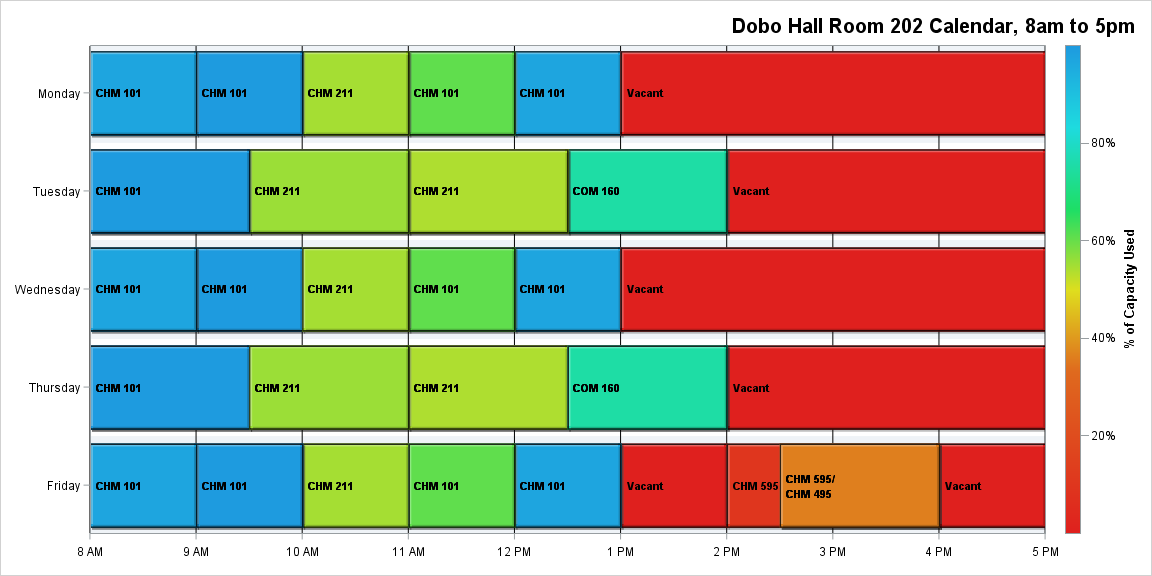 Dobo Hall Room 202 Calendar, 8am to 5pm
Monday
CHM 101
CHM 101
CHM 211
CHM 101
CHM 101
Vacant
Tuesday
CHM 101
CHM 211
CHM 211
COM 160
Vacant
Wednesday
CHM 101
CHM 101
CHM 211
CHM 101
CHM 101
Vacant
Thursday
CHM 101
CHM 211
CHM 211
COM 160
Vacant
Friday
CHM 101
CHM 101
CHM 211
CHM 101
CHM 101
Vacant
CHM 595
CHM 595/
CHM 495
Vacant
8 AM
9 AM
10 AM
11 AM
12 PM
1 PM
2 PM
3 PM
4 PM
5 PM
80%
60%
40%
20%
% of Capacity Used